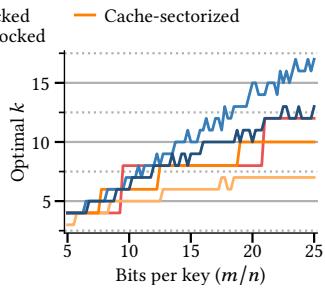 cked Cache-sectorized
ocked
15
10
5
Optimal k
5 10 15 20 25
Bits per key (m/n)